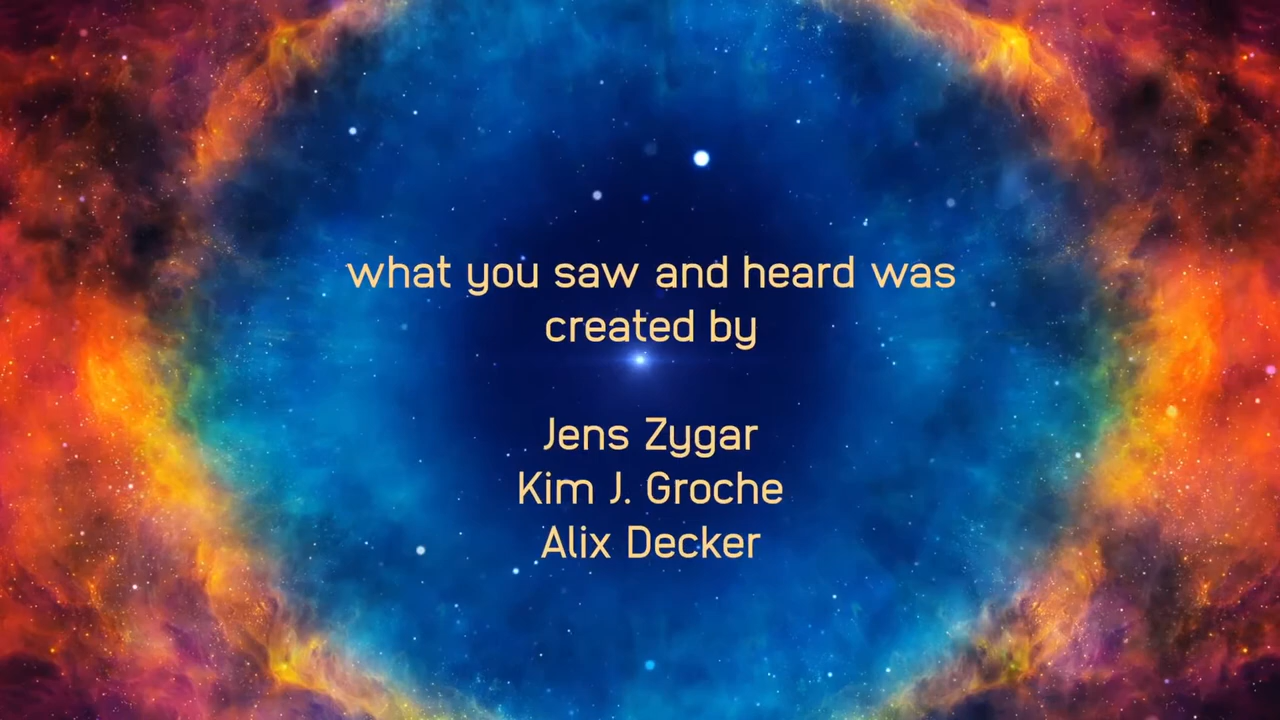 what you saw and heard was
created by
Jens Zygar
Kim J. Groche
Alix Decker